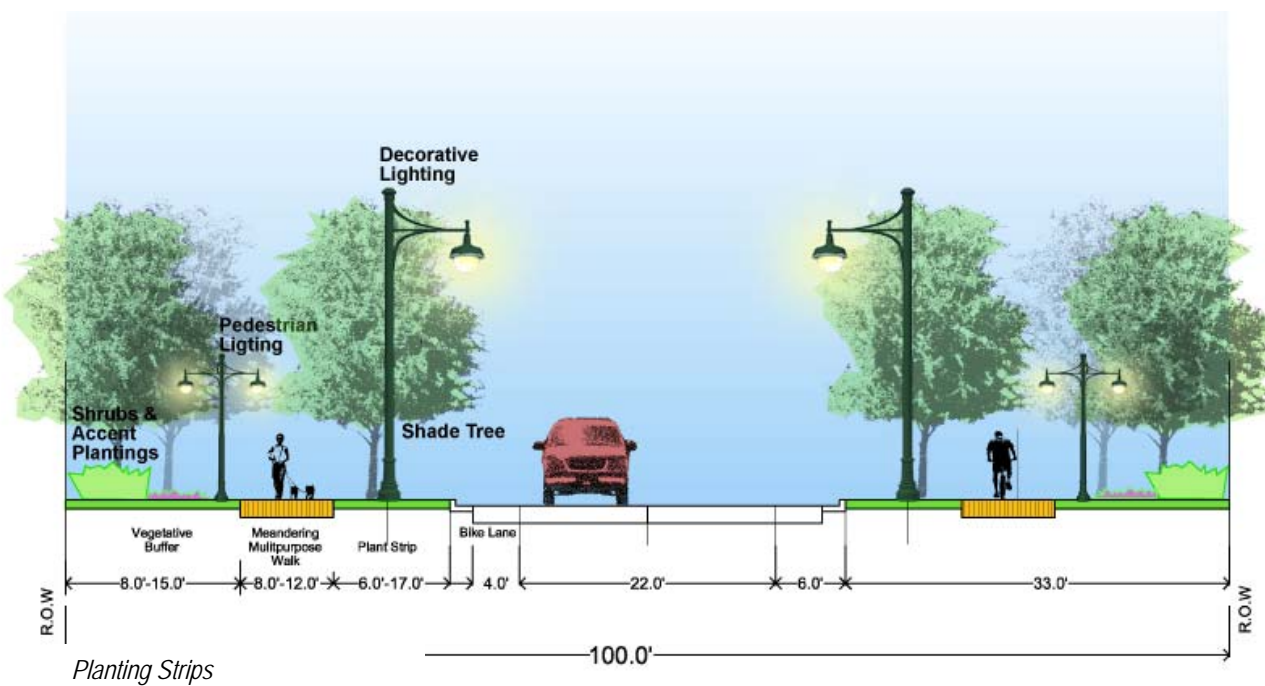 Decorative
Lighting
Pedestrian
Ligting
Shrubs &
Accent
Plantings
Shade Tree
Vegetative
Buffer
Meandering
Mulitpurpose
Walk
Plant Strip
Bike Lane
8.0'-15.0'
8.0'-12.0'
6.0'-17.0'
4.0'
22.0'
6.0'
33.0'
R.O.W
R.O.W
100.0'
Planting Strips